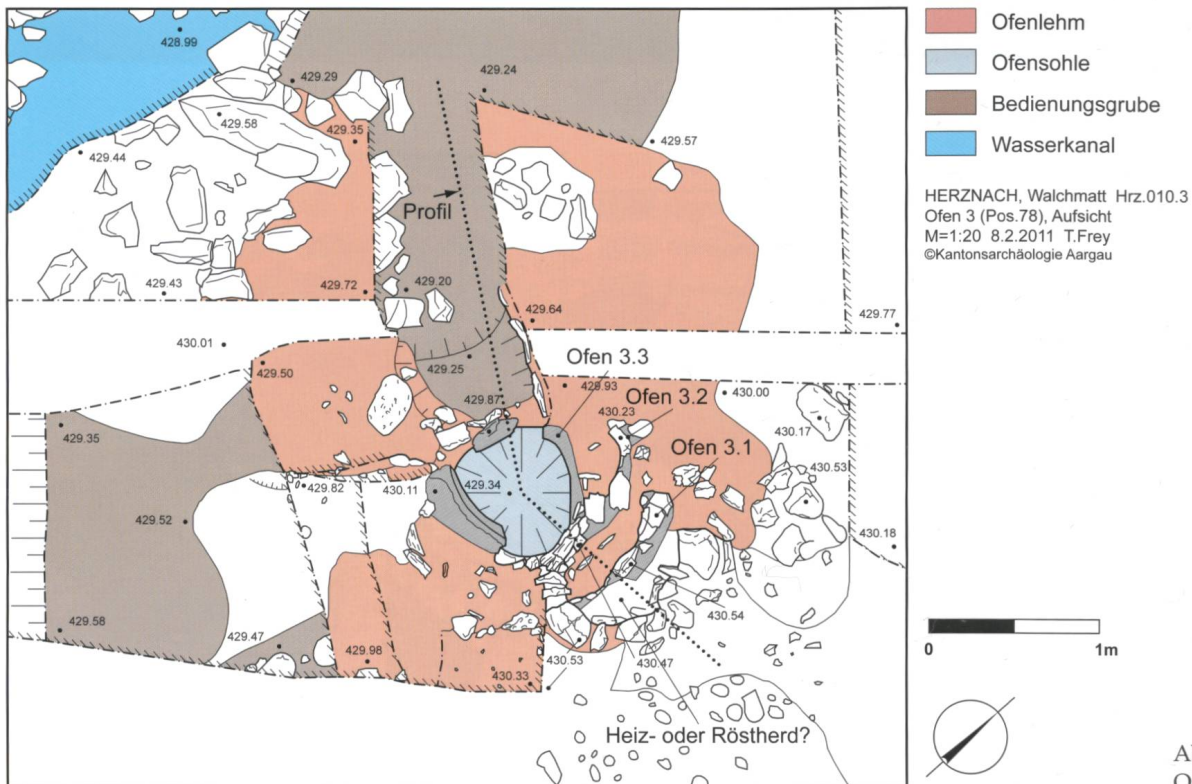 428.99
429.29
429.24
429.58
429.35
429.57
429.44
Profil
429.43
429.72
429.20
429.64
429.77
430.01
429.50
429.25
Ofen 3.3
429.93
430.00
429.87
430.23
Ofen 3.2
430.17
429.35
Ofen 3.1
430.53
429.82
430.11
429.34
429.52
430.18
430.54
429.58
429.47
429.98
430.33
430.53
430.47
Heiz- oder Röstherd?
Ofenlehm
Ofensohle
Bedienungsgrube
Wasserkanal
HERZNACH, Walchmatt Hrz.010.3
Ofen 3 (Pos.78), Aufsicht
M=1:20 8.2.2011 T.Frey
©Kantonsarchäologie Aargau
0 1m